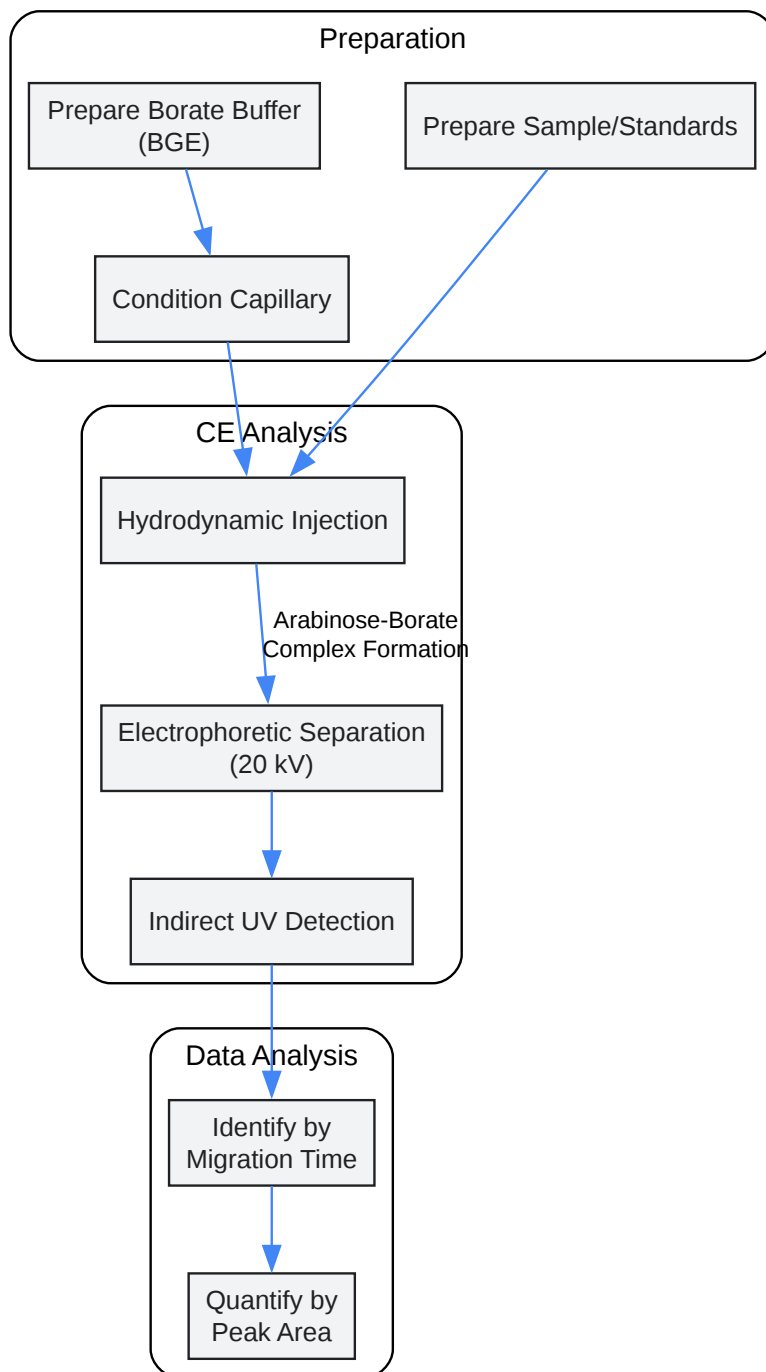 Preparation
Prepare Borate Buffer
(BGE)
Prepare Sample/Standards
Condition Capillary
CE Analysis
Hydrodynamic Injection
Arabinose-Borate
Complex Formation
Electrophoretic Separation
(20 kV)
Indirect UV Detection
Data Analysis
Identify by
Migration Time
Quantify by
Peak Area